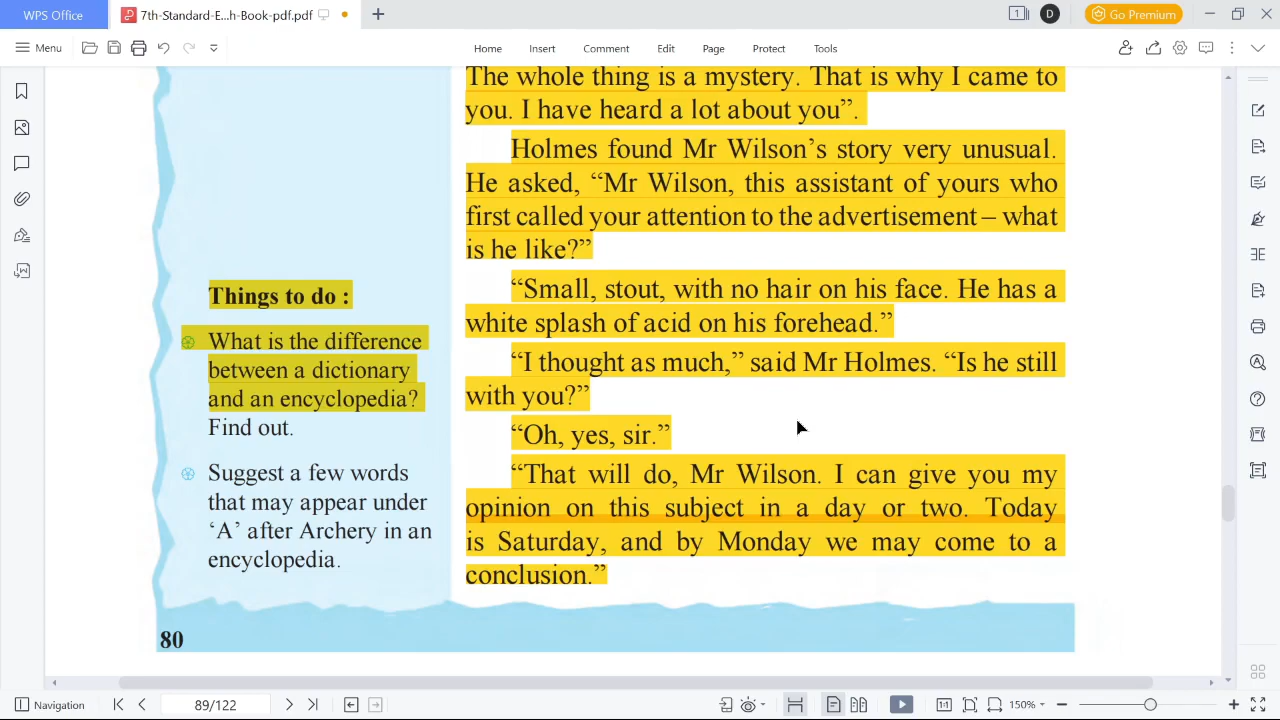 WPS Office
7th-Standard-E...h-Book-pdf.pdf
1
D
Go Premium
Menu
Home
Insert
Comment
Edit
Page
Protect
Tools
The whole thing is a mystery. That is why I came to
you. I have heard a lot about you”.
Holmes found Mr Wilson’s story very unusual.
He asked, “Mr Wilson, this assistant of yours who
first called your attention to the advertisement – what
is he like?”
“Small, stout, with no hair on his face. He has a
white splash of acid on his forehead.”
“I thought as much,” said Mr Holmes. “Is he still
with you?”
“Oh, yes, sir.”
“That will do, Mr Wilson. I can give you my
opinion on this subject in a day or two. Today
is Saturday, and by Monday we may come to a
conclusion.”
Things to do :
What is the difference
between a dictionary
and an encyclopedia?
Find out.
Suggest a few words
that may appear under
‘A’ after Archery in an
encyclopedia.
80
Navigation
89/122
1:1
150%